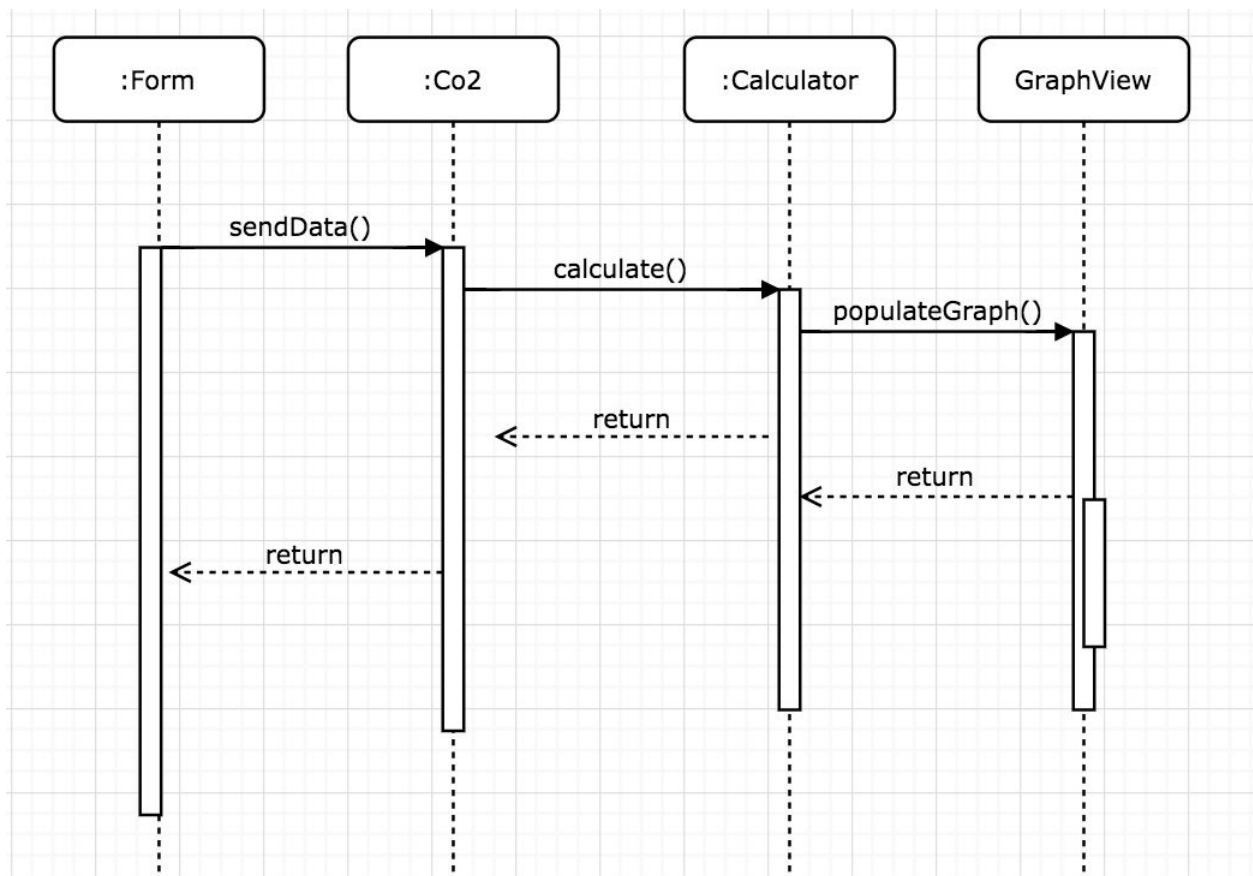 :Form
:Co2
:Calculator
GraphView
sendData()
calculate()
populateGraph()
return
return
return